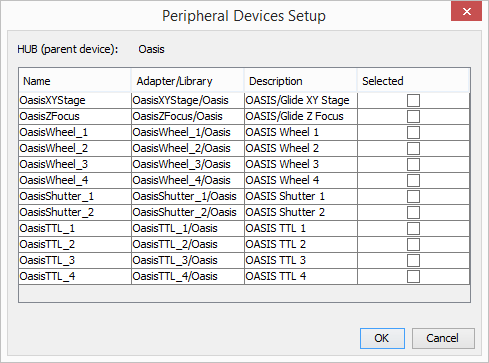 Peripheral Devices Setup
HUB (parent device): Oasis
Name Adapter/Library Description Selected
OasisXYStage OasisXYStage/Oasis OASIS/Glide XY Stage
OasisZFocus OasisZFocus/Oasis OASIS/Glide Z Focus
OasisWheel_1 OasisWheel_1/Oasis OASIS Wheel 1
OasisWheel_2 OasisWheel_2/Oasis OASIS Wheel 2
OasisWheel_3 OasisWheel_3/Oasis OASIS Wheel 3
OasisWheel_4 OasisWheel_4/Oasis OASIS Wheel 4
OasisShutter_1 OasisShutter_1/Oasis OASIS Shutter 1
OasisShutter_2 OasisShutter_2/Oasis OASIS Shutter 2
OasisTTL_1 OasisTTL_1/Oasis OASIS TTL 1
OasisTTL_2 OasisTTL_2/Oasis OASIS TTL 2
OasisTTL_3 OasisTTL_3/Oasis OASIS TTL 3
OasisTTL_4 OasisTTL_4/Oasis OASIS TTL 4
OK Cancel